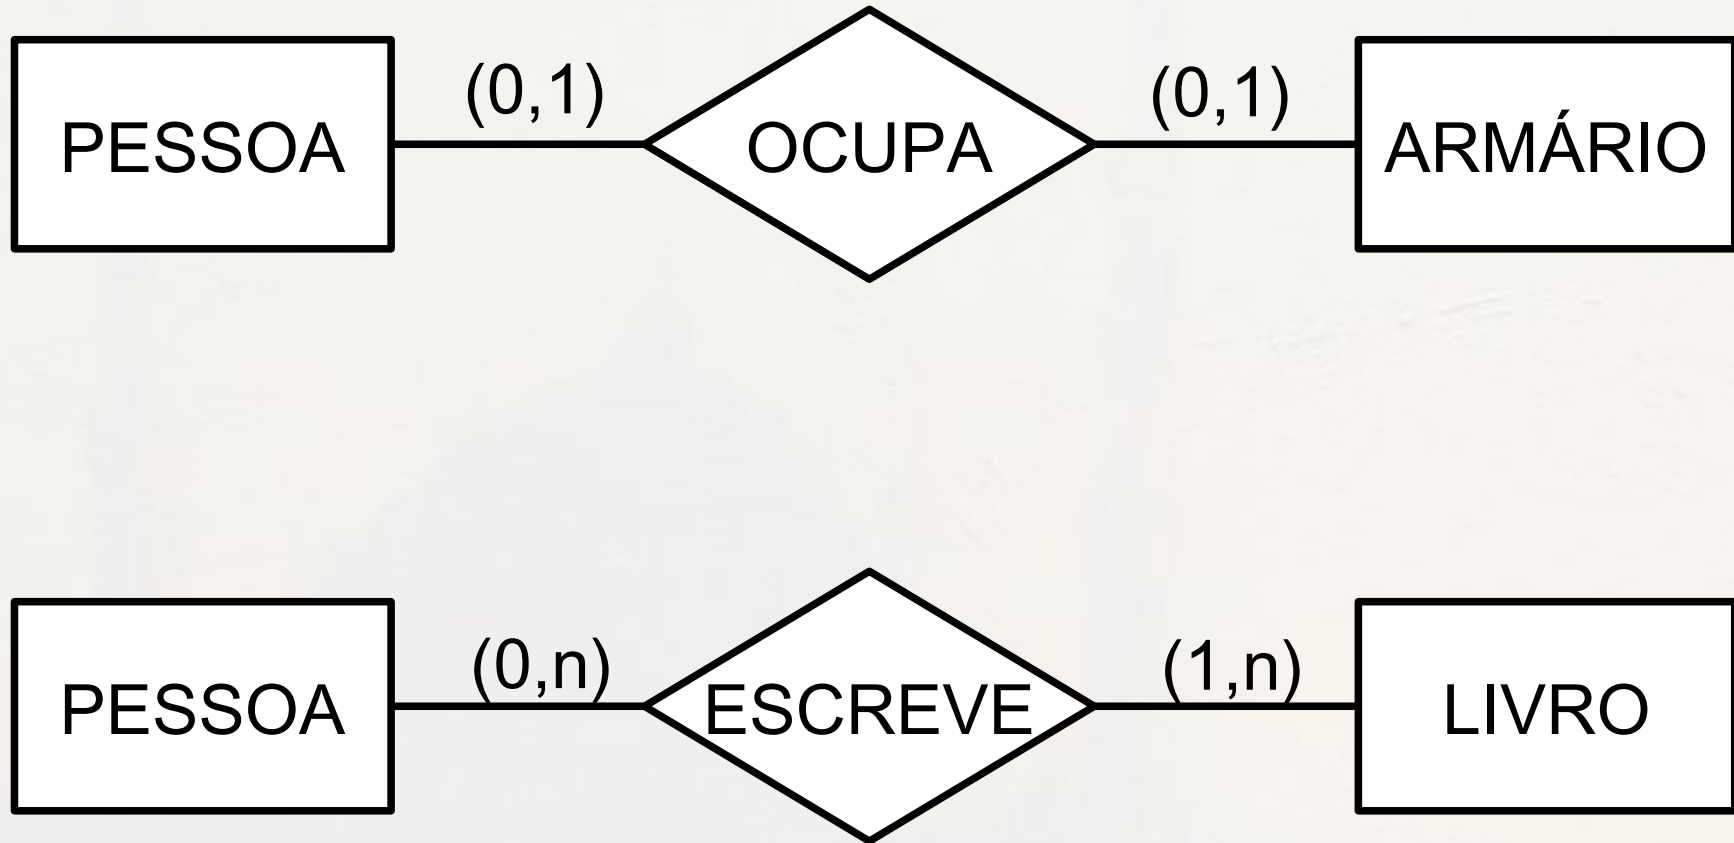 PESSOA (0,1) OCUPA (0,1) ARMÁRIO
PESSOA (0,n) ESCREVE (1,n) LIVRO